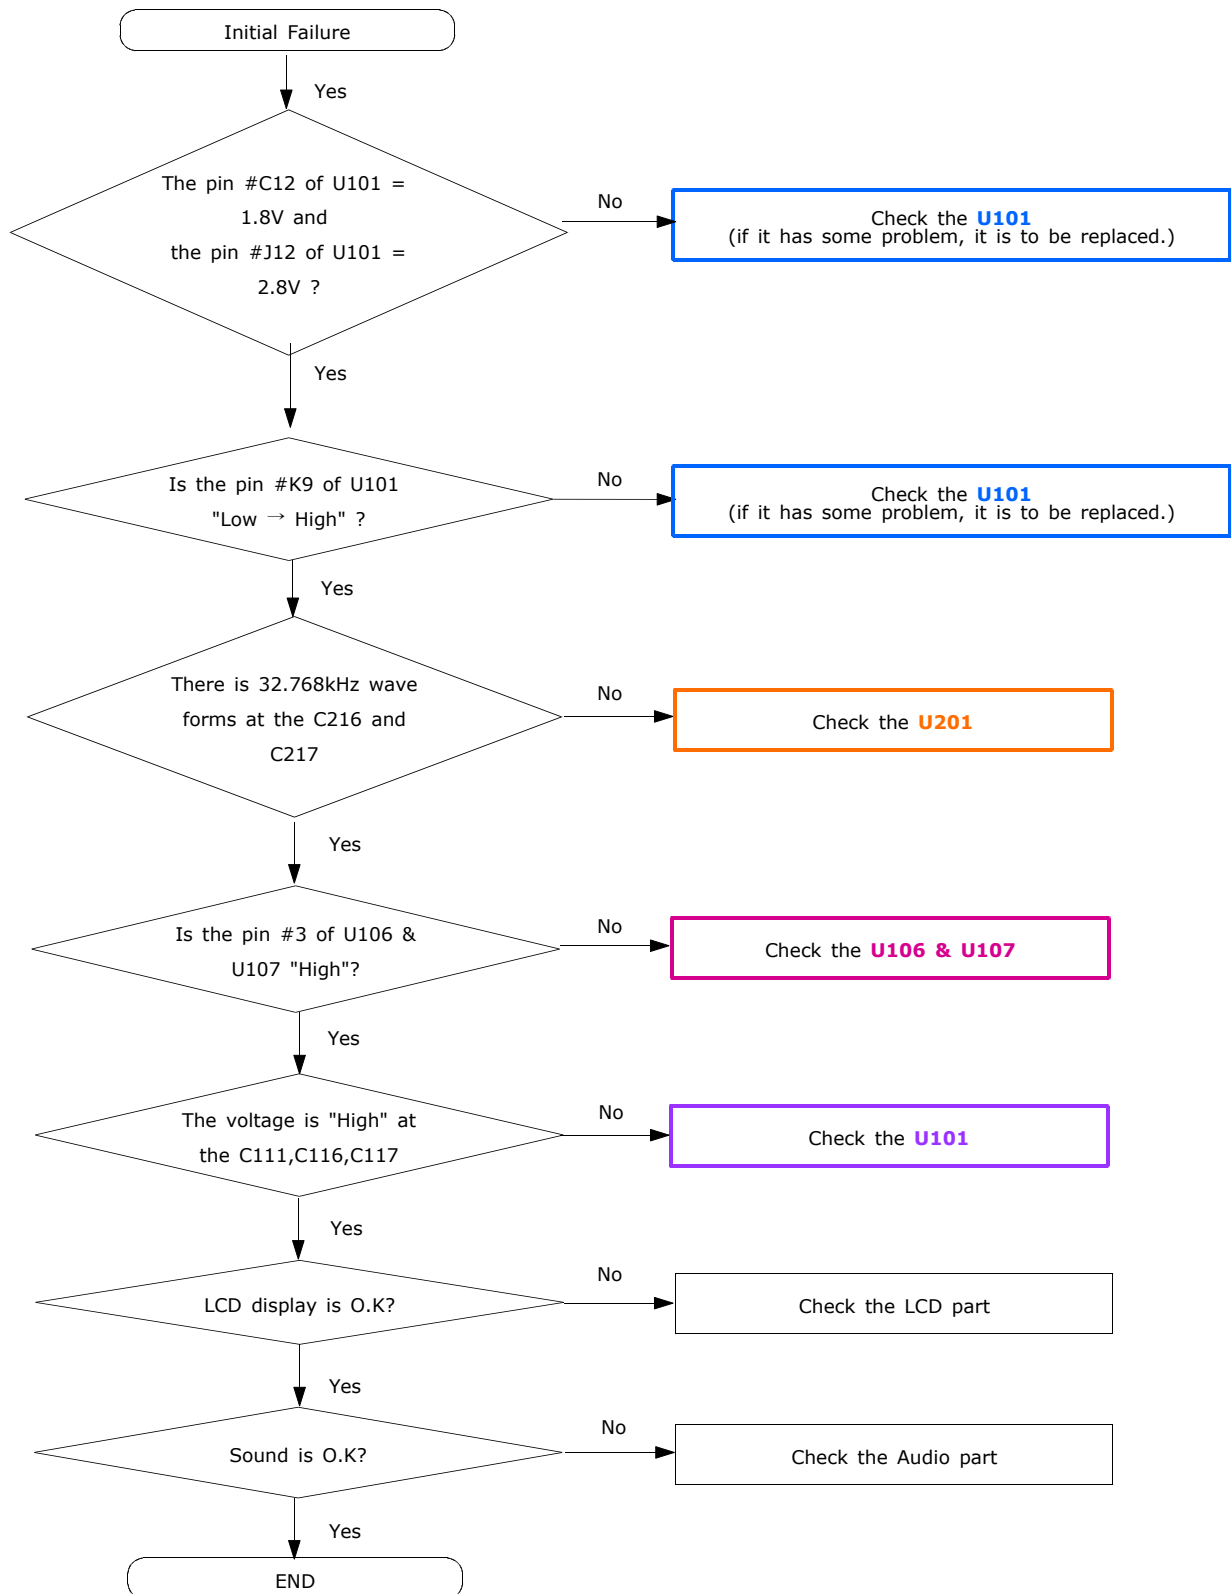 Initial Failure
Yes
The pin #C12 of U101 =
1.8V and
the pin #J12 of U101 =
2.8V ?
No
Check the U101
(if it has some problem, it is to be replaced.)
Yes
Is the pin #K9 of U101
"Low → High" ?
No
Check the U101
(if it has some problem, it is to be replaced.)
Yes
There is 32.768kHz wave
forms at the C216 and
C217
No
Check the U201
Yes
Is the pin #3 of U106 &
U107 "High"?
No
Check the U106 & U107
Yes
The voltage is "High" at
the C111,C116,C117
No
Check the U101
Yes
LCD display is O.K?
No
Check the LCD part
Yes
Sound is O.K?
No
Check the Audio part
Yes
END